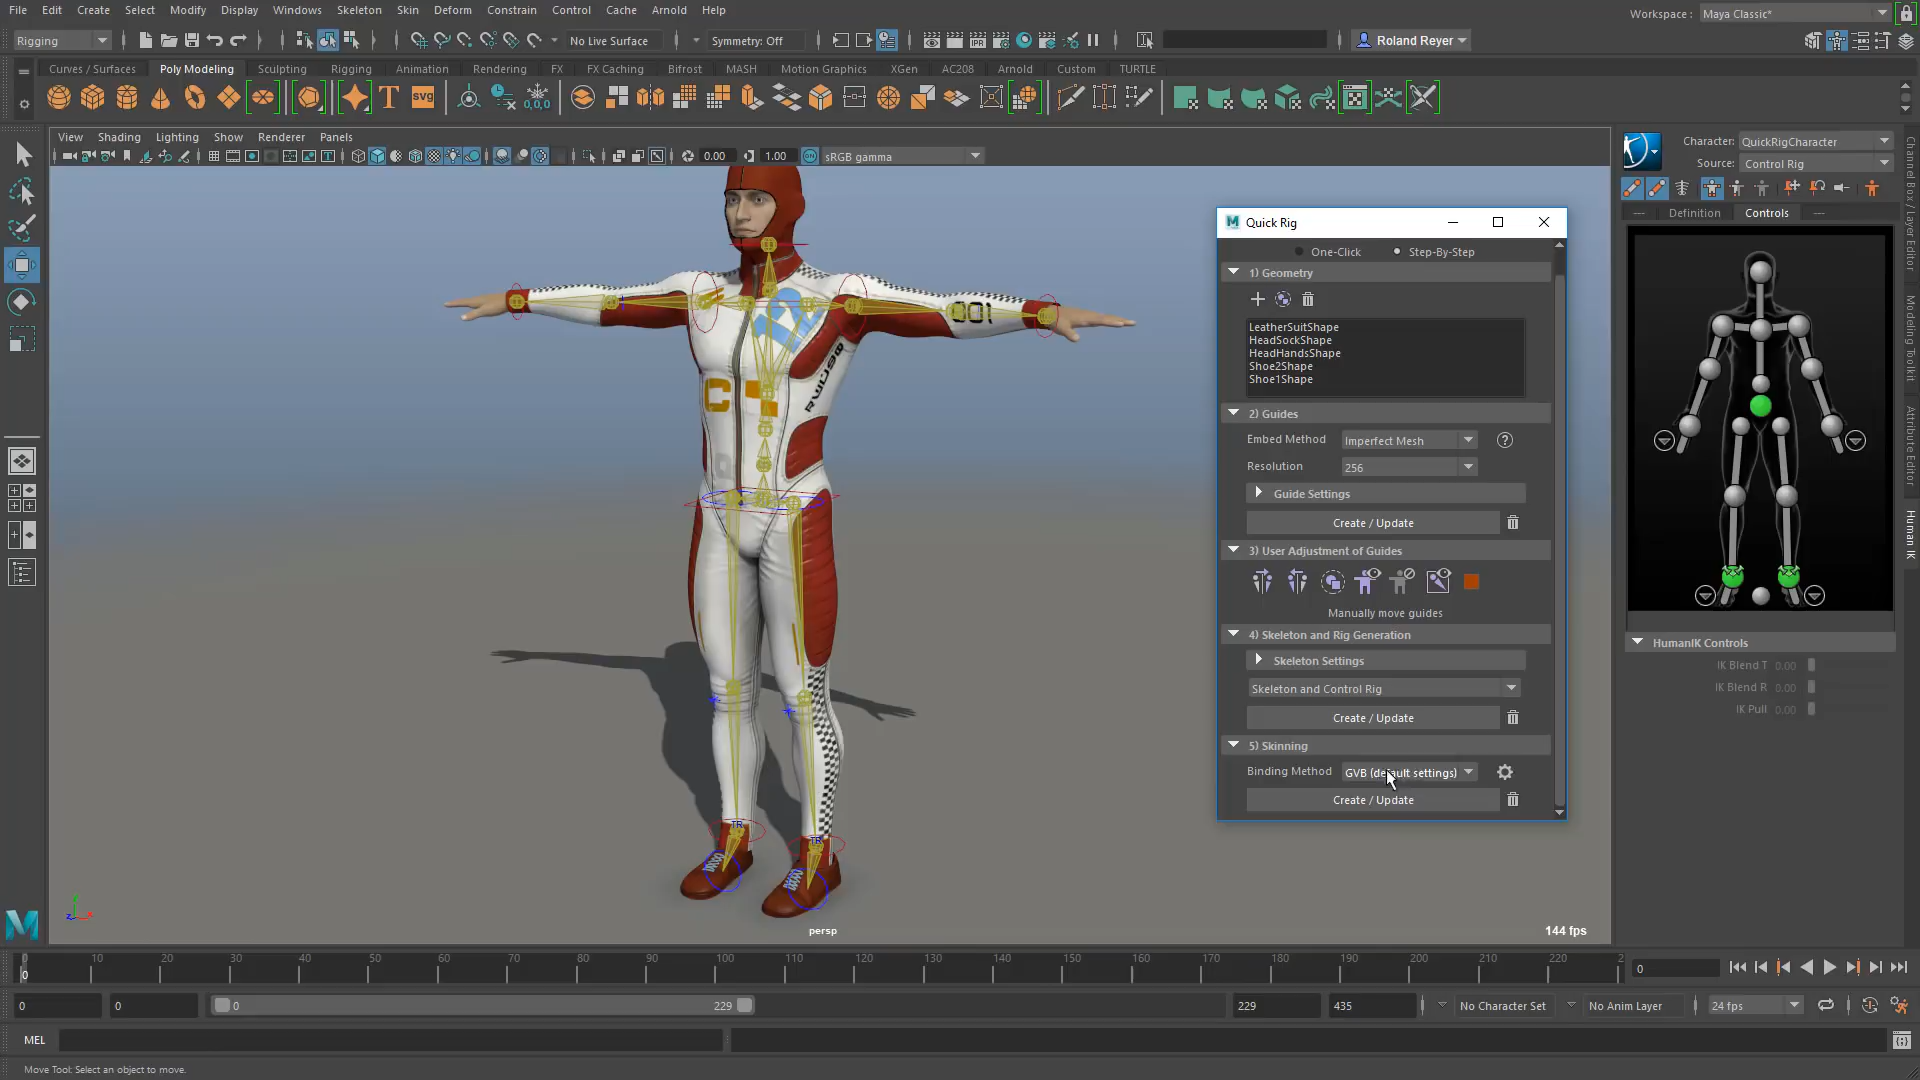 File Edit Create Select Modify Display Windows Skeleton Skin Deform Constrain Control Cache Arnold Help
Workspace : Maya Classic*
Rigging No Live Surface Symmetry: Off Roland Reyer
Curves / Surfaces Poly Modeling Sculpting Rigging Animation Rendering FX FX Caching Bifrost MASH Motion Graphics XGen AC208 Arnold Custom TURTLE
T svg 0,0,0
View Shading Lighting Show Renderer Panels
0.00 1.00 sRGB gamma
Character: QuickRigCharacter
Source: Control Rig
Definition Controls
Channel Box / Layer Editor
Modeling Toolkit
Attribute Editor
Human IK
M Quick Rig
One-Click Step-By-Step
1) Geometry
LeatherSuitShape
HeadSockShape
HeadHandsShape
Shoe2Shape
Shoe1Shape
2) Guides
Embed Method Imperfect Mesh ?
Resolution 256
Guide Settings
Create / Update
3) User Adjustment of Guides
Manually move guides
4) Skeleton and Rig Generation
Skeleton Settings
Skeleton and Control Rig
Create / Update
5) Skinning
Binding Method GVB (default settings)
Create / Update
HumanIK Controls
IK Blend T 0.00
IK Blend R 0.00
IK Pull 0.00
001
TR TR
persp
144 fps
0 10 20 30 40 50 60 70 80 90 100 110 120 130 140 150 160 170 180 190 200 210 220 2
0 0
0 0 0 229 229 435 No Character Set No Anim Layer 24 fps
MEL
Move Tool: Select an object to move.